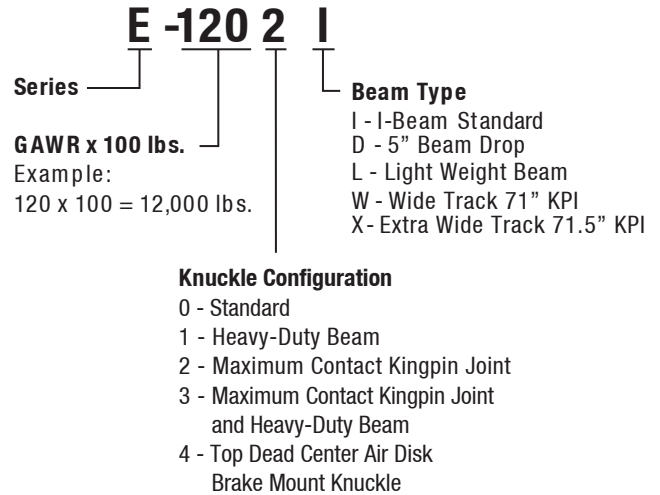 E-120 2 I
Series
GAWR x 100 lbs.
Example:
120 x 100 = 12,000 lbs.
Beam Type
I - I-Beam Standard
D - 5” Beam Drop
L - Light Weight Beam
W - Wide Track 71” KPI
X- Extra Wide Track 71.5” KPI
Knuckle Configuration
0 - Standard
1 - Heavy-Duty Beam
2 - Maximum Contact Kingpin Joint
3 - Maximum Contact Kingpin Joint
and Heavy-Duty Beam
4 - Top Dead Center Air Disk
Brake Mount Knuckle